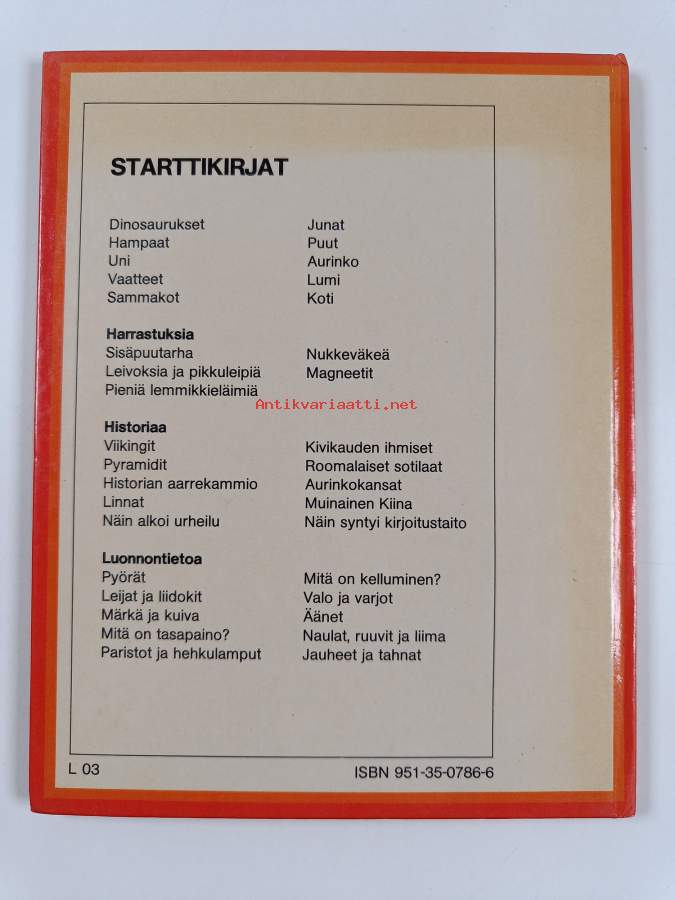 STARTTIKIRJAT
Dinosaurukset Junat
Hampaat Puut
Uni Aurinko
Vaatteet Lumi
Sammakot Koti
Harrastuksia
Sisäpuutarha Nukkeväkeä
Leivoksia ja pikkuleipiä Magneetit
Pieniä lemmikkieläimiä
Antikvariaatti.net
Historiaa
Viikingit Kivikauden ihmiset
Pyramidit Roomalaiset sotilaat
Historian aarrekammio Aurinkokansat
Linnat Muinainen Kiina
Näin alkoi urheilu Näin syntyi kirjoitustaito
Luonnontietoa
Pyörät Mitä on kelluminen?
Leijat ja liidokit Valo ja varjot
Märkä ja kuiva Äänet
Mitä on tasapaino? Naulat, ruuvit ja liima
Paristot ja hehkulamput Jauheet ja tahnat
L 03 ISBN 951-35-0786-6